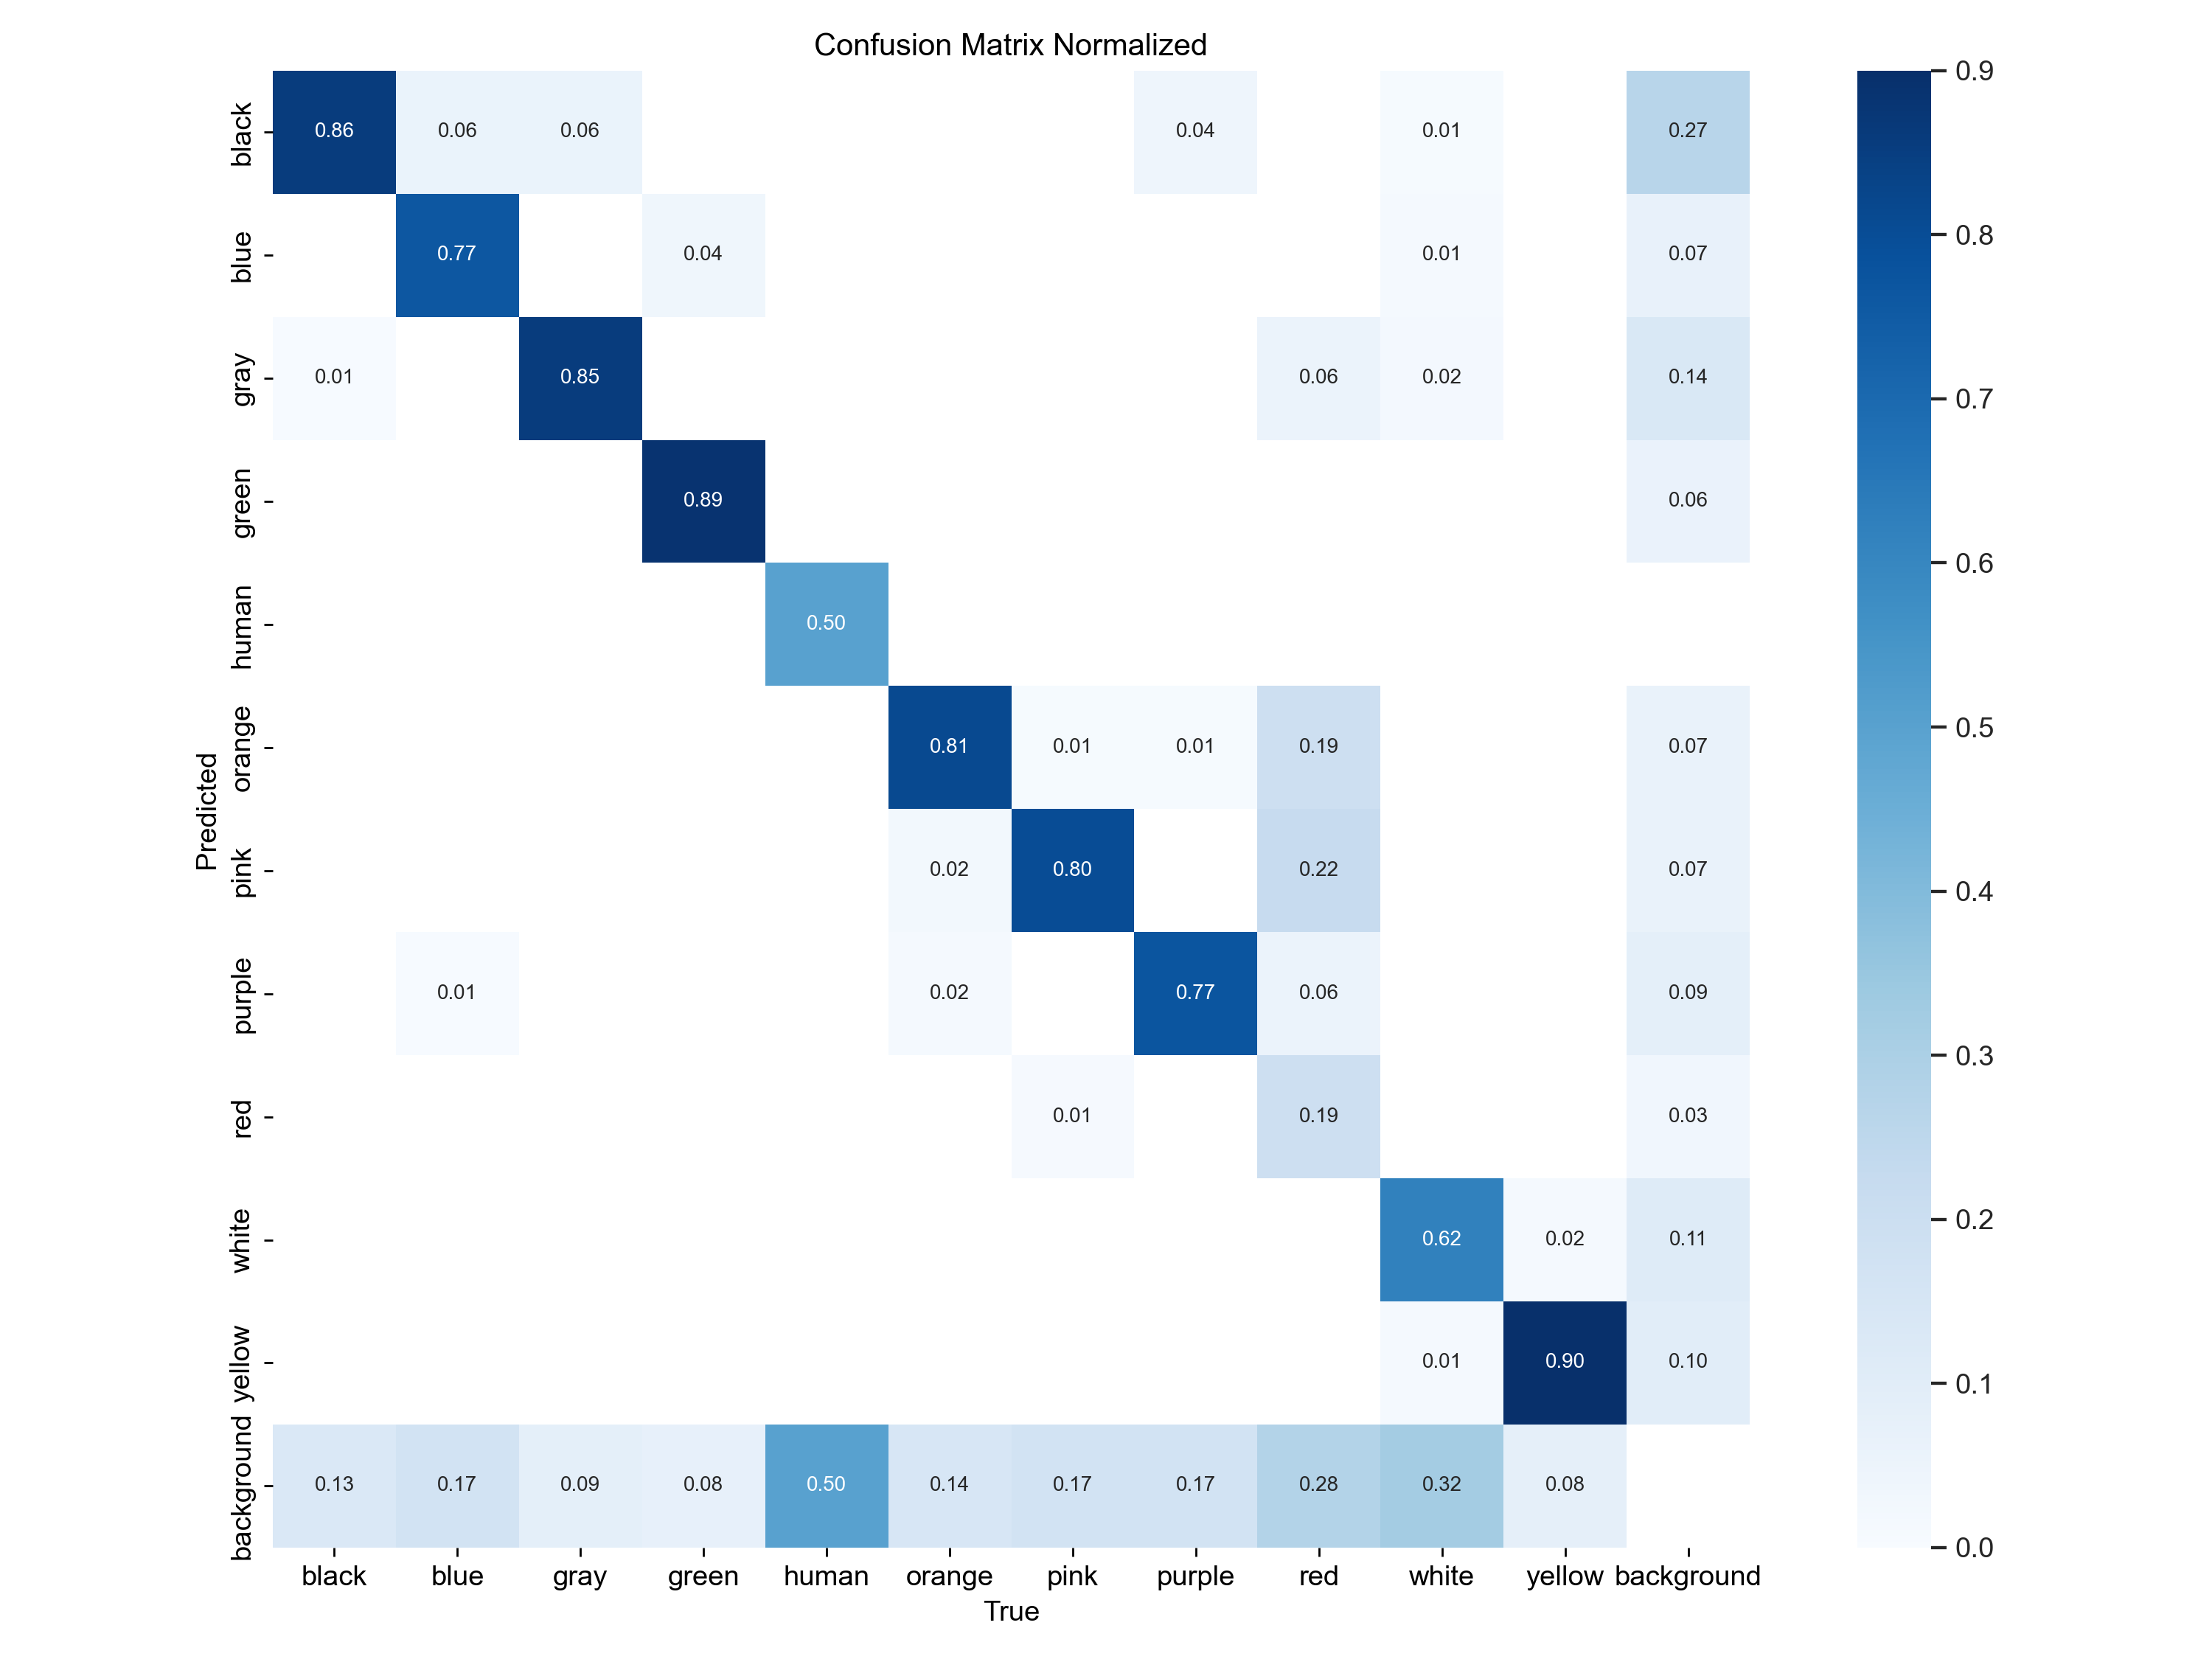 Confusion Matrix Normalized
black 0.86 0.06 0.06 0.04 0.01 0.27
blue 0.77 0.04 0.01 0.07
gray 0.01 0.85 0.06 0.02 0.14
green 0.89 0.06
human 0.50
orange 0.81 0.01 0.01 0.19 0.07
pink 0.02 0.80 0.22 0.07
purple 0.01 0.02 0.77 0.06 0.09
red 0.01 0.19 0.03
white 0.62 0.02 0.11
yellow 0.01 0.90 0.10
background 0.13 0.17 0.09 0.08 0.50 0.14 0.17 0.17 0.28 0.32 0.08
Predicted
black blue gray green human orange pink purple red white yellow background
True
0.9
0.8
0.7
0.6
0.5
0.4
0.3
0.2
0.1
0.0